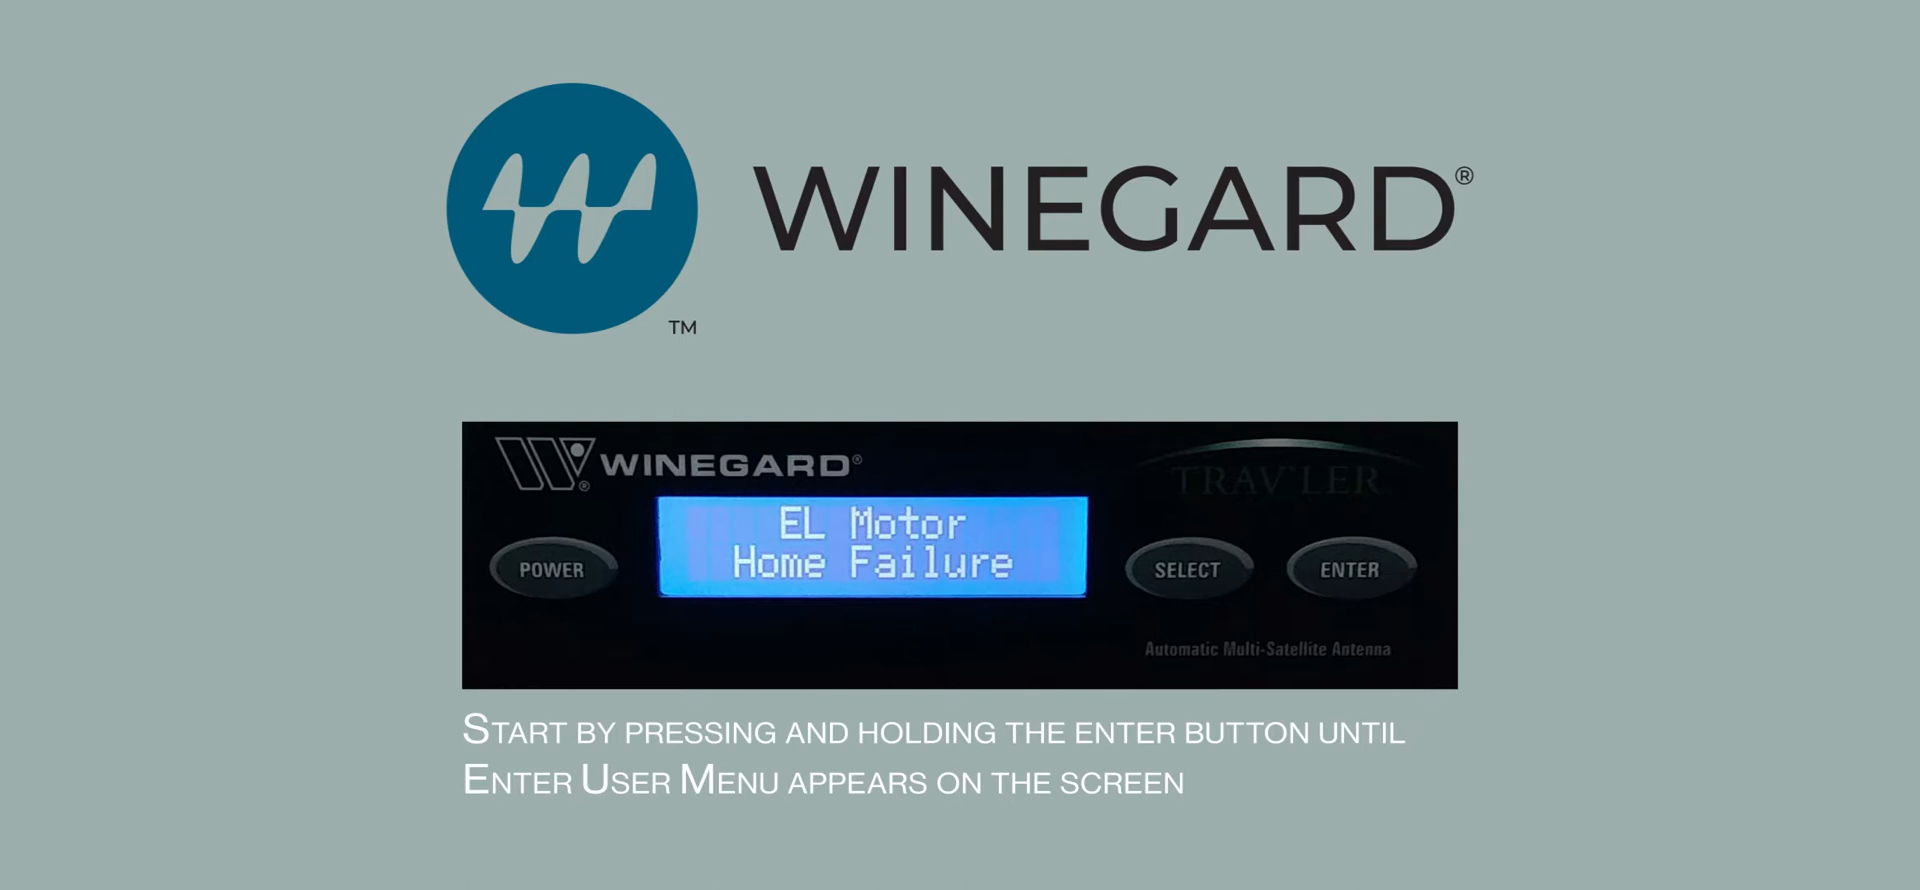 WINEGARD®
TM
WINEGARD®
TRAV'LER
EL Motor
Home Failure
POWER
SELECT
ENTER
Automatic Multi-Satellite Antenna
START BY PRESSING AND HOLDING THE ENTER BUTTON UNTIL
ENTER USER MENU APPEARS ON THE SCREEN